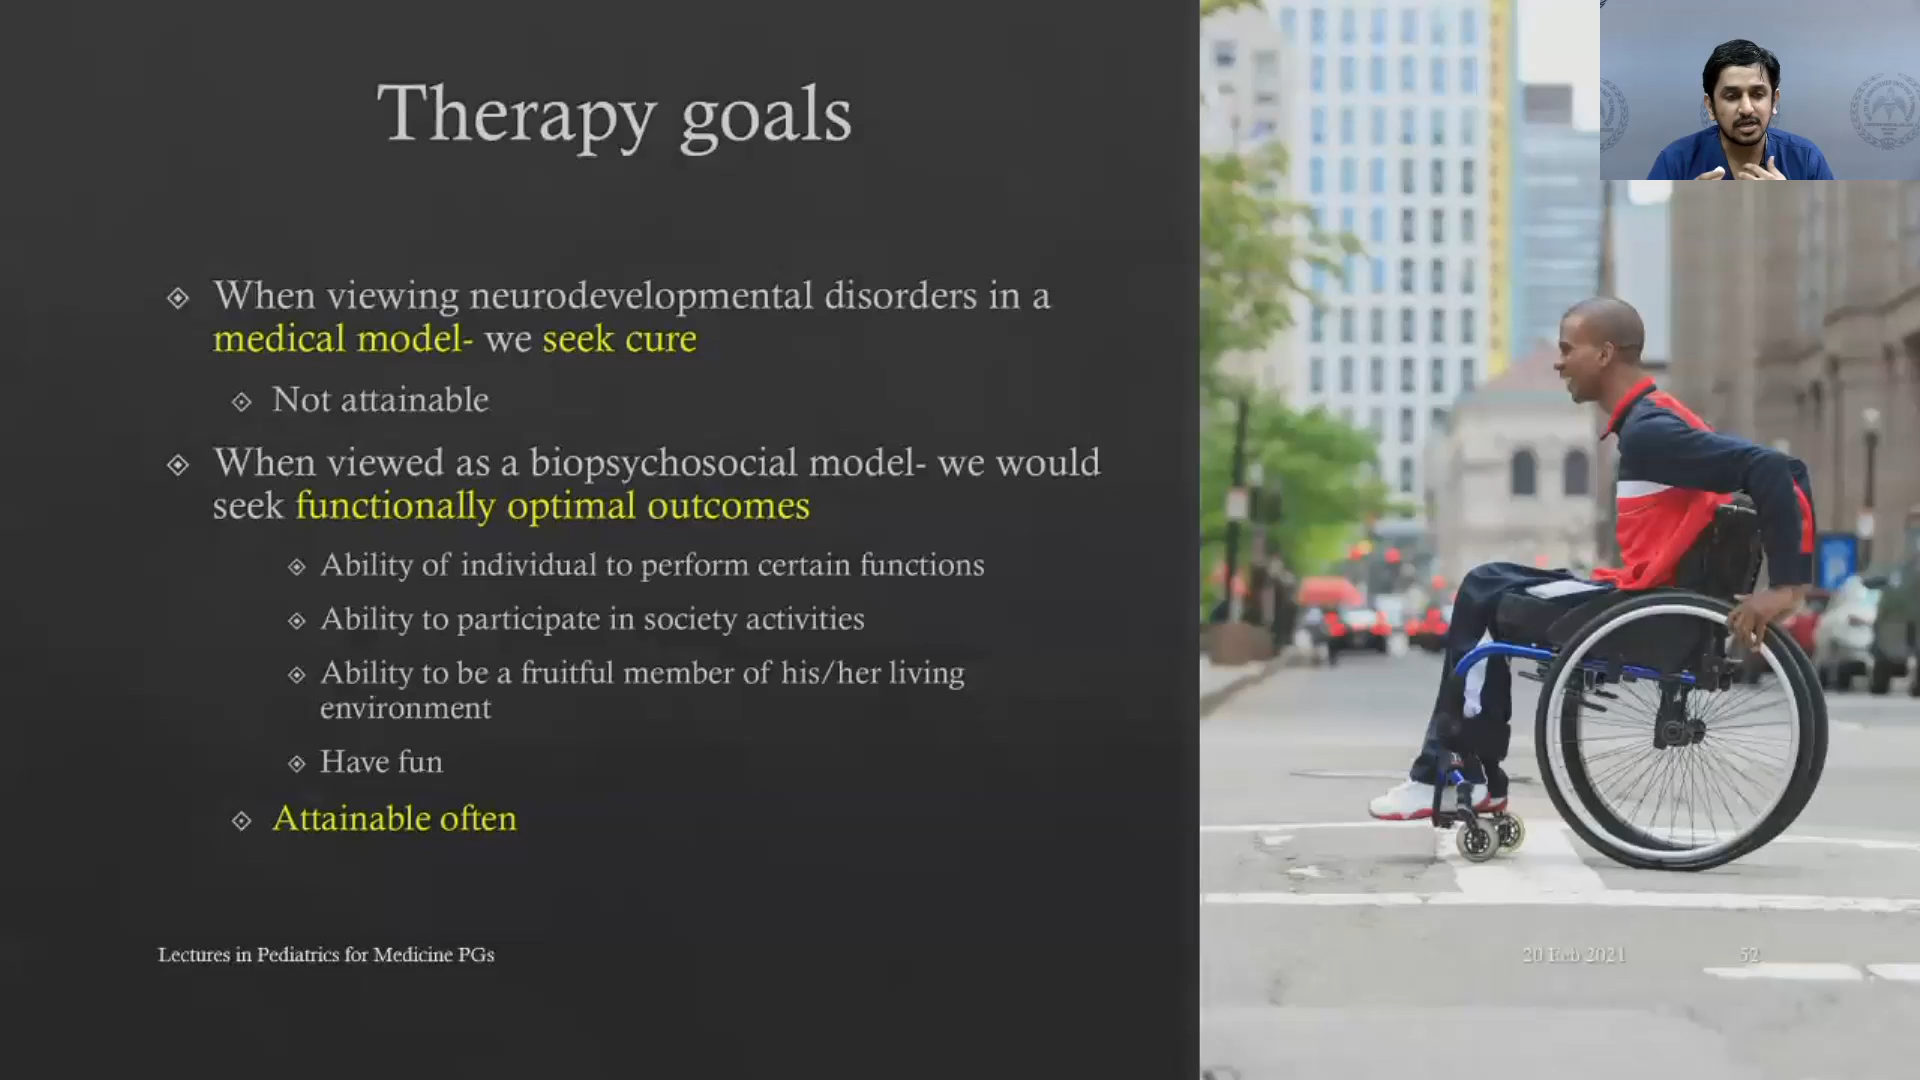 Therapy goals
When viewing neurodevelopmental disorders in a
medical model- we seek cure
Not attainable
When viewed as a biopsychosocial model- we would
seek functionally optimal outcomes
Ability of individual to perform certain functions
Ability to participate in society activities
Ability to be a fruitful member of his/her living
environment
Have fun
Attainable often
Lectures in Pediatrics for Medicine PGs
20 Feb 2021
52